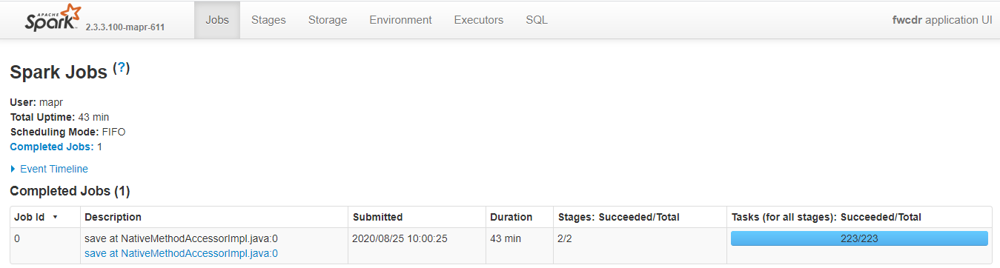 APACHE
Spark 2.3.3.100-mapr-611 Jobs Stages Storage Environment Executors SQL fwcdr application UI
Spark Jobs (?)
User: mapr
Total Uptime: 43 min
Scheduling Mode: FIFO
Completed Jobs: 1
Event Timeline
Completed Jobs (1)
Job Id Description Submitted Duration Stages: Succeeded/Total Tasks (for all stages): Succeeded/Total
0 save at NativeMethodAccessorImpl.java:0 2020/08/25 10:00:25 43 min 2/2 223/223
save at NativeMethodAccessorImpl.java:0